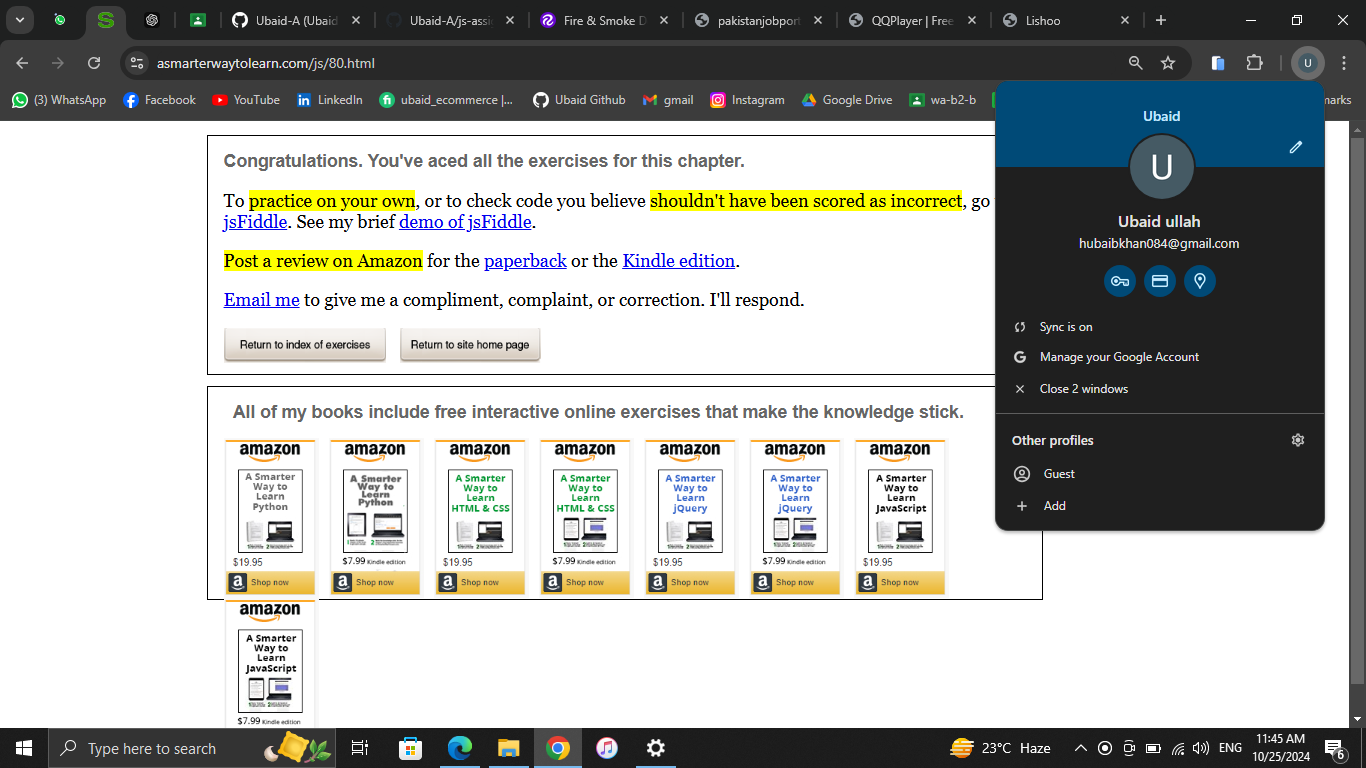 Ubaid-A (Ubaid
Ubaid-A/js-assi
Fire & Smoke D
pakistanjobport
QQPlayer | Free
Lishoo
asmarterwaytolearn.com/js/80.html
U
(3) WhatsApp
Facebook
YouTube
LinkedIn
ubaid_ecommerce |...
Ubaid Github
gmail
Instagram
Google Drive
wa-b2-b
marks
Congratulations. You've aced all the exercises for this chapter.
To practice on your own, or to check code you believe shouldn't have been scored as incorrect, go
jsFiddle. See my brief demo of jsFiddle.
Post a review on Amazon for the paperback or the Kindle edition.
Email me to give me a compliment, complaint, or correction. I'll respond.
Return to index of exercises
Return to site home page
All of my books include free interactive online exercises that make the knowledge stick.
amazon
A Smarter
Way to
Learn
Python
$19.95
Shop now
amazon
A Smarter
Way to
Learn
Python
$7.99 Kindle edition
Shop now
amazon
A Smarter
Way to
Learn
HTML & CSS
$19.95
Shop now
amazon
A Smarter
Way to
Learn
HTML & CSS
$7.99 Kindle edition
Shop now
amazon
A Smarter
Way to
Learn
jQuery
$19.95
Shop now
amazon
A Smarter
Way to
Learn
jQuery
$7.99 Kindle edition
Shop now
amazon
A Smarter
Way to
Learn
JavaScript
$19.95
Shop now
amazon
A Smarter
Way to
Learn
JavaScript
$7.99 Kindle edition
Ubaid
U
Ubaid ullah
hubaibkhan084@gmail.com
Sync is on
Manage your Google Account
Close 2 windows
Other profiles
Guest
Add
Type here to search
23°C Haze
ENG
11:45 AM
10/25/2024
6